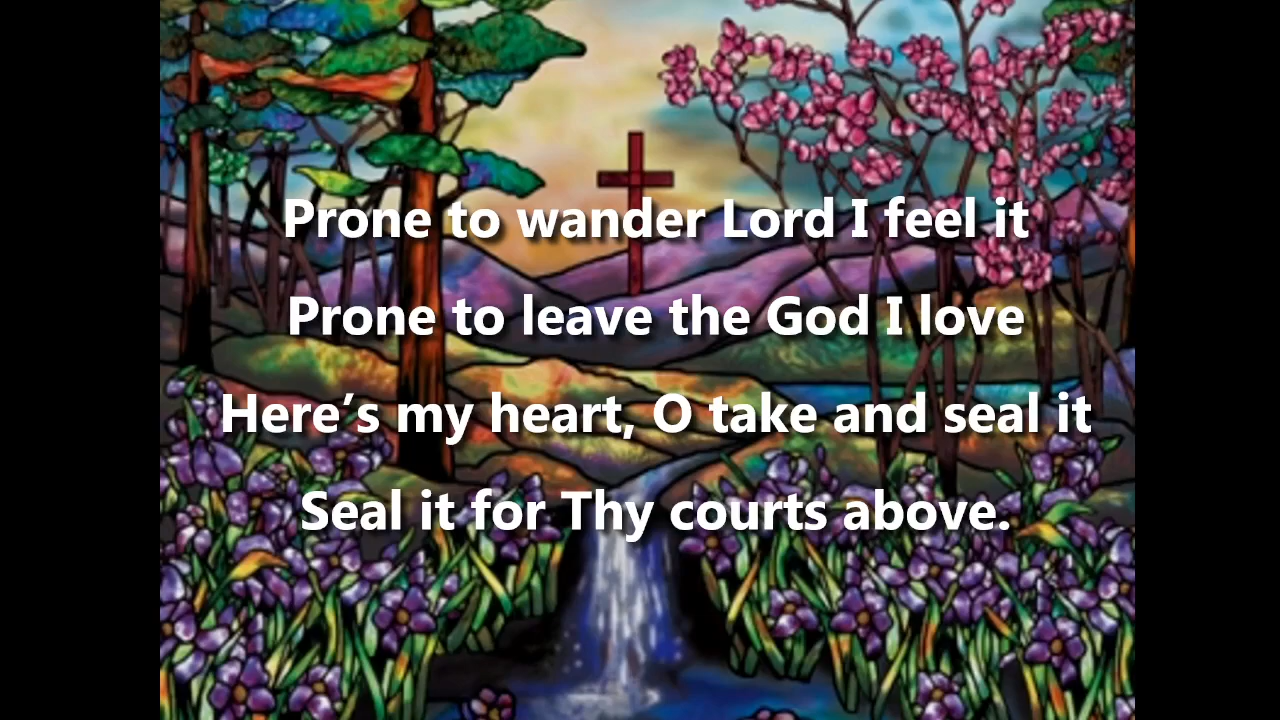 Prone to wander Lord I feel it
Prone to leave the God I love
Here’s my heart, O take and seal it
Seal it for Thy courts above.